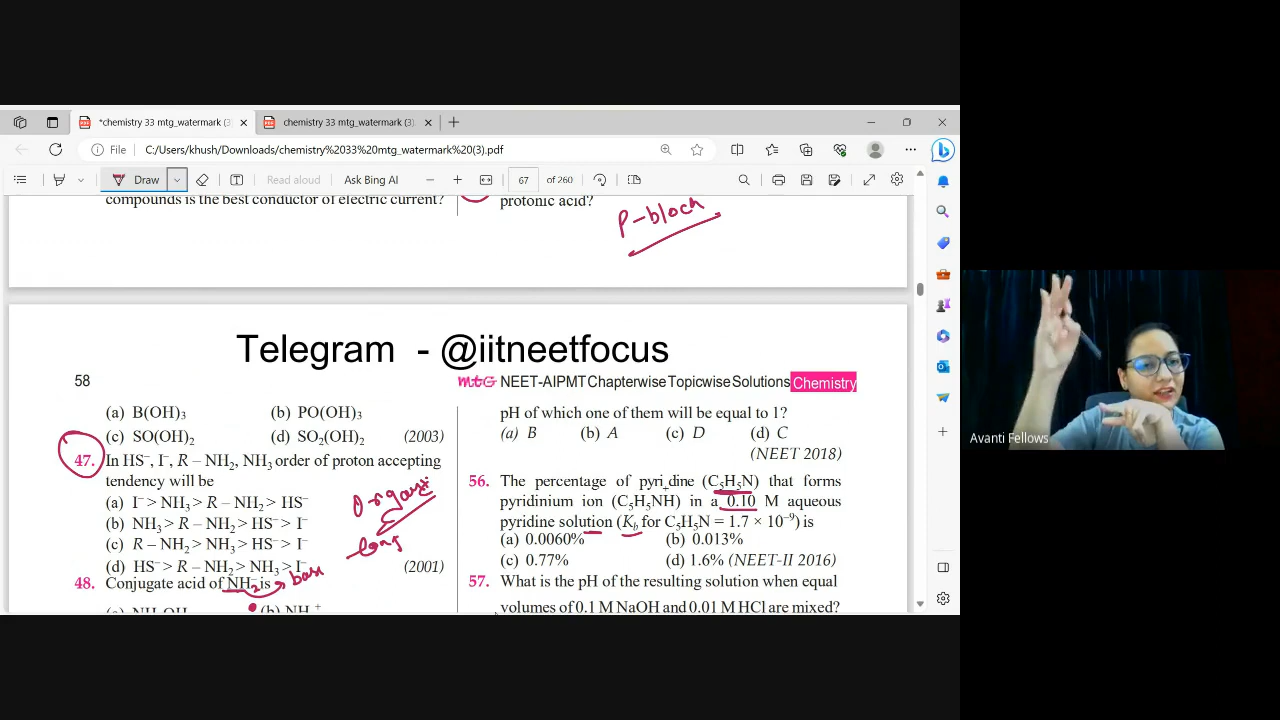 *chemistry 33 mtg_watermark (3)
chemistry 33 mtg_watermark (3).
File
C:/Users/khush/Downloads/chemistry%2033%20mtg_watermark%20(3).pdf
Draw
Read aloud
Ask Bing AI
67 of 260
compounds is the best conductor of electric current?
protonic acid?
P-block
Telegram - @iitneetfocus
58
mtG NEET-AIPMT Chapterwise Topicwise Solutions Chemistry
(a) B(OH)₃ (b) PO(OH)₃
(c) SO(OH)₂ (d) SO₂(OH)₂ (2003)
47. In HS⁻, I⁻, R – NH₂, NH₃ order of proton accepting
tendency will be
(a) I⁻ > NH₃ > R – NH₂ > HS⁻
(b) NH₃ > R – NH₂ > HS⁻ > I⁻
(c) R – NH₂ > NH₃ > HS⁻ > I⁻
(d) HS⁻ > R – NH₂ > NH₃ > I⁻ (2001)
48. Conjugate acid of NH₂⁻ is
base
pH of which one of them will be equal to 1?
(a) B (b) A (c) D (d) C
(NEET 2018)
56. The percentage of pyridine (C₅H₅N) that forms
pyridinium ion (C₅H₅N⁺H) in a 0.10 M aqueous
pyridine solution (K_b for C₅H₅N = 1.7 × 10⁻⁹) is
(a) 0.0060% (b) 0.013%
(c) 0.77% (d) 1.6% (NEET-II 2016)
57. What is the pH of the resulting solution when equal
volumes of 0.1 M NaOH and 0.01 M HCl are mixed?
Avanti Fellows